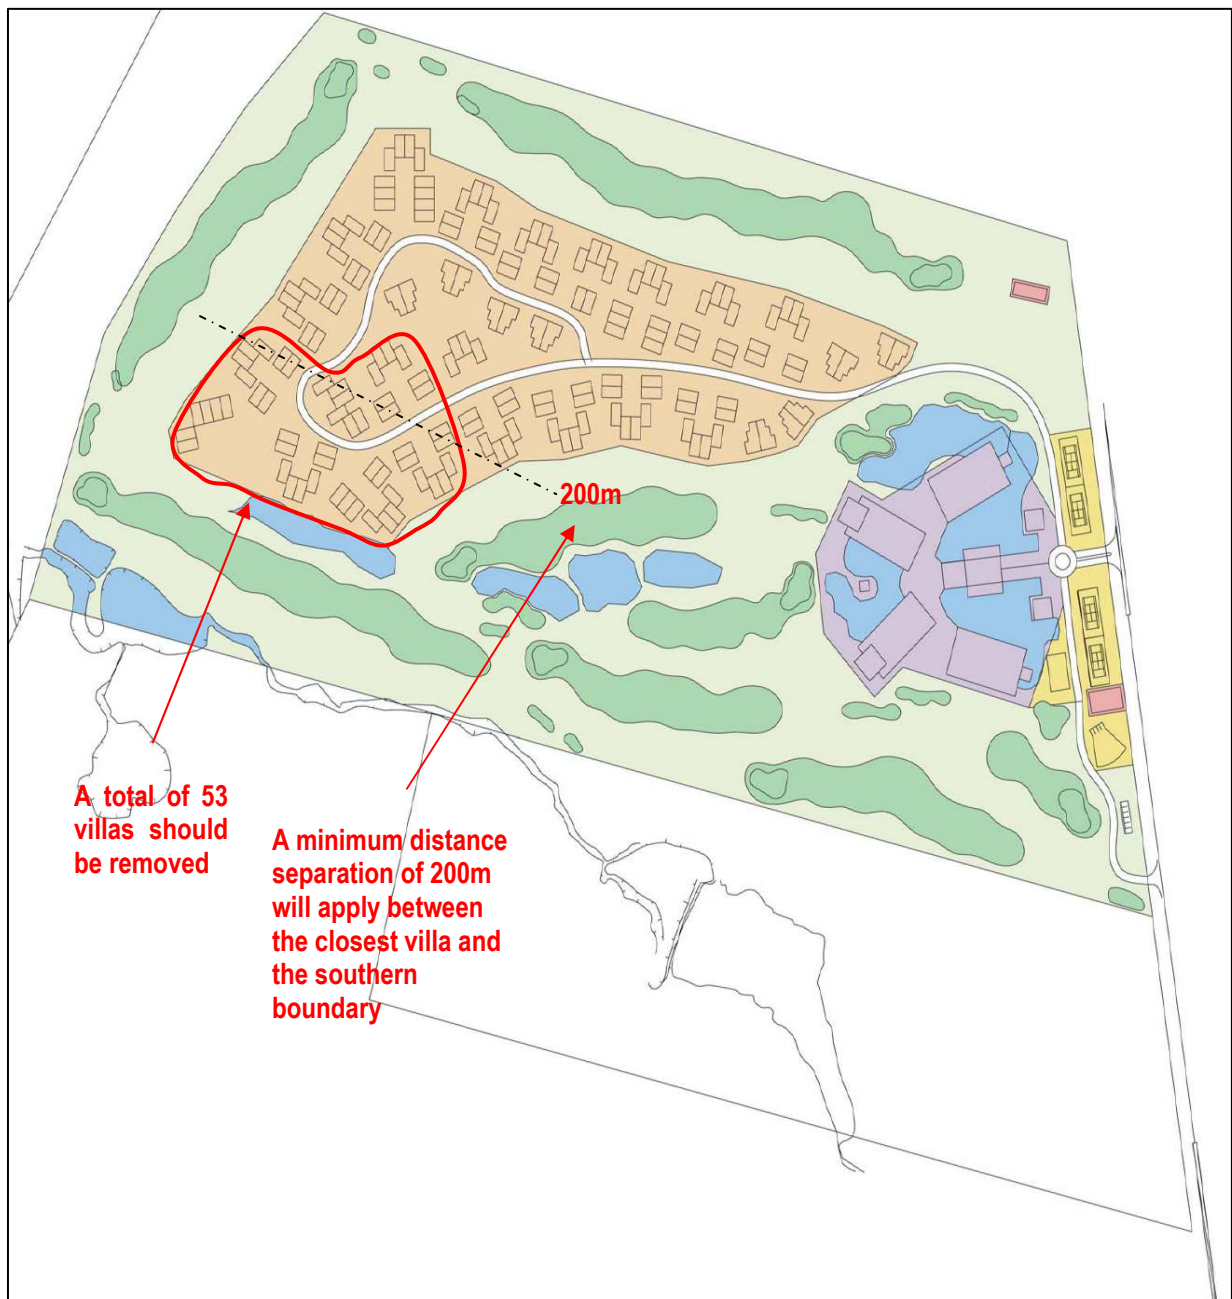 200m
A total of 53
villas should
be removed
A minimum distance
separation of 200m
will apply between
the closest villa and
the southern
boundary